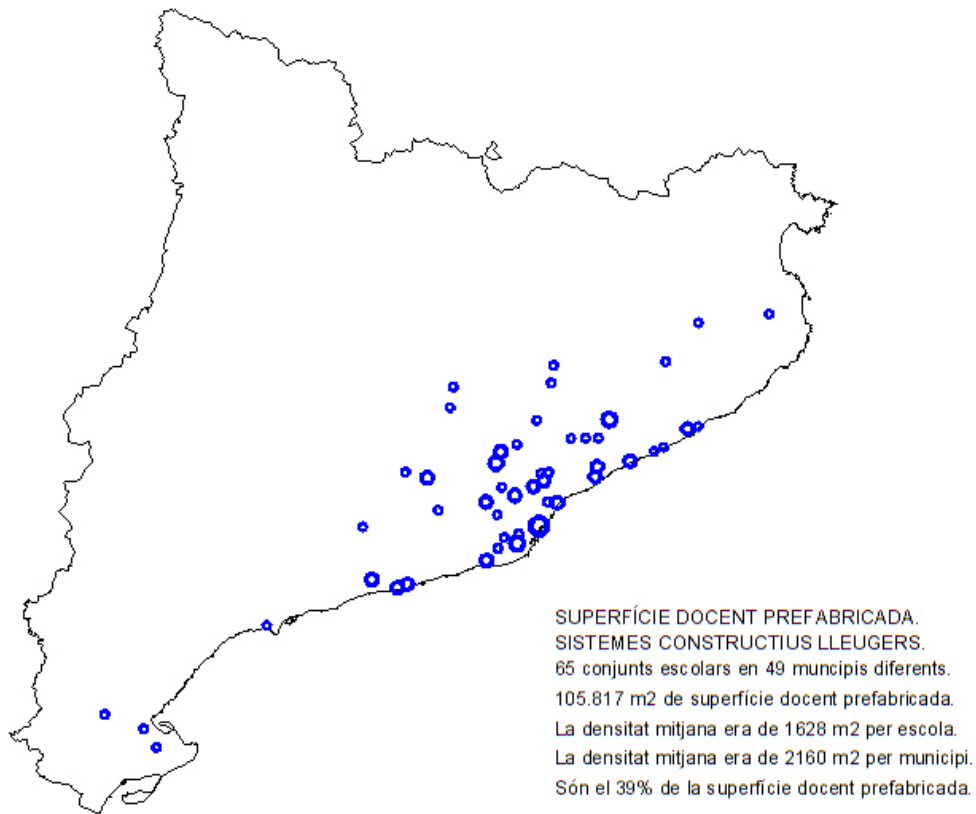 SUPERFÍCIE DOCENT PREFABRICADA.
SISTEMES CONSTRUCTIUS LLEUGERS.
65 conjunts escolars en 49 muncipis diferents.
105.817 m2 de superfície docent prefabricada.
La densitat mitjana era de 1628 m2 per escola.
La densitat mitjana era de 2160 m2 per municipi.
Són el 39% de la superfície docent prefabricada.